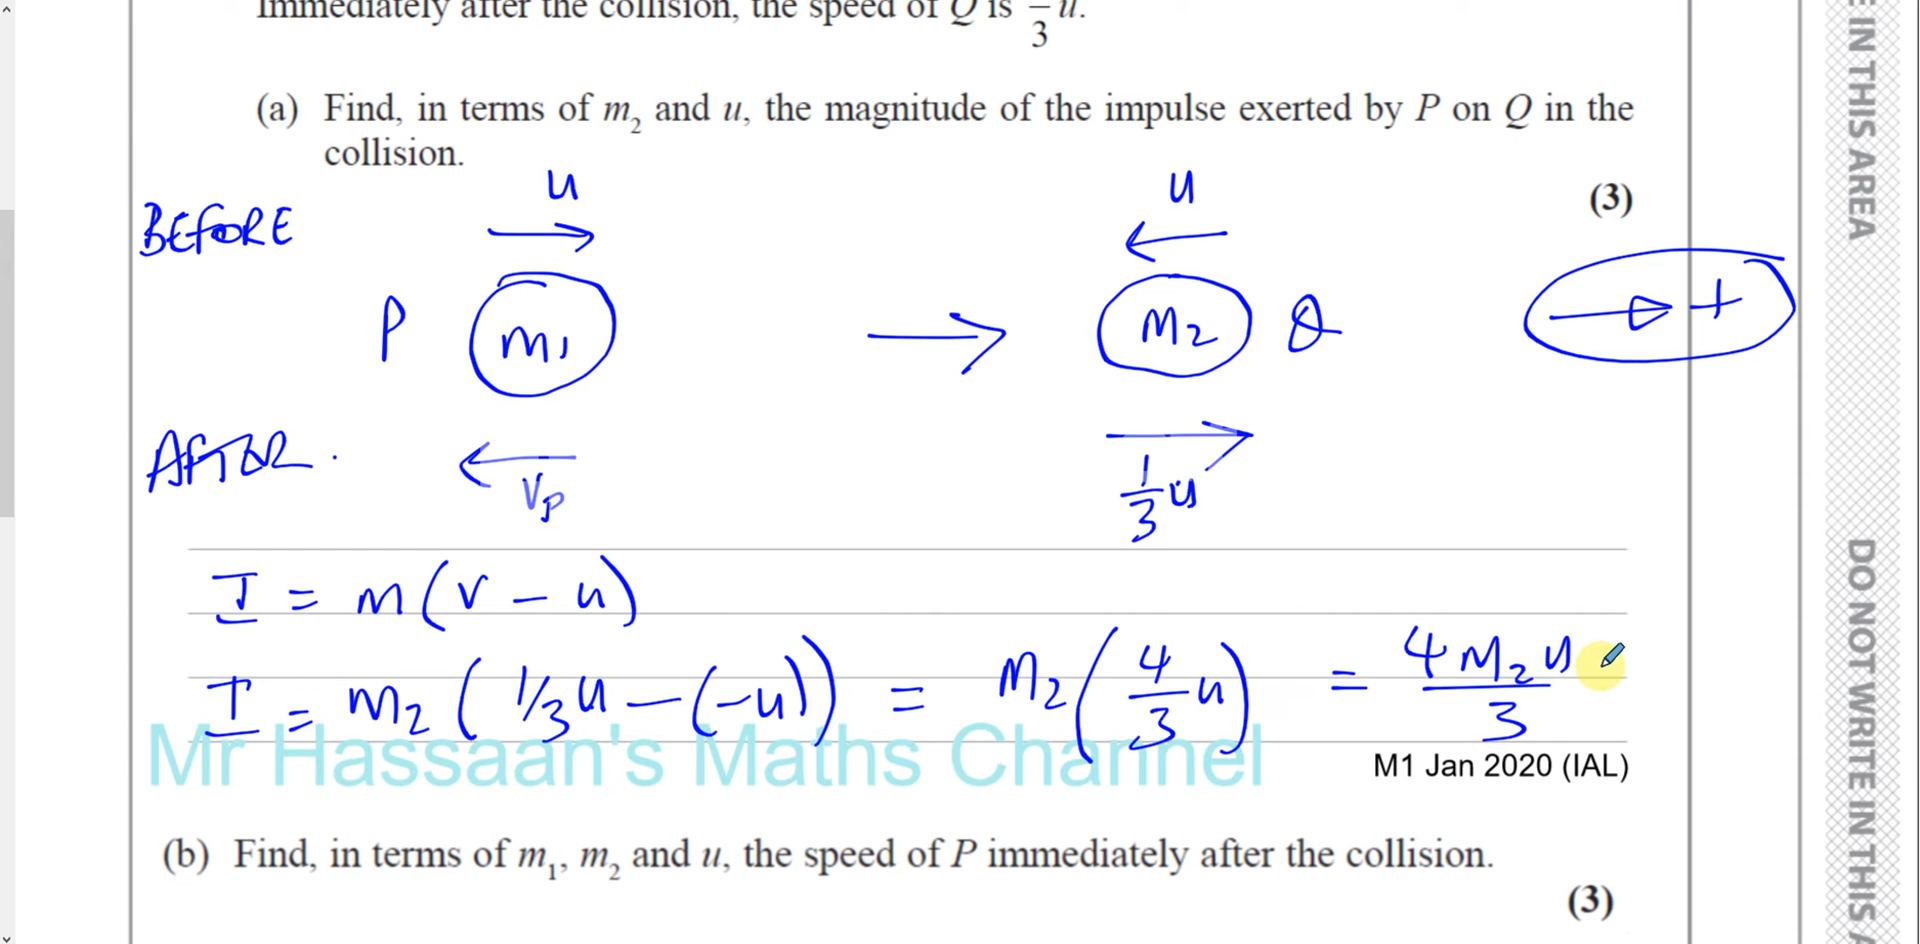 Immediately after the collision, the speed of Q is —/3 u.
(a) Find, in terms of m₂ and u, the magnitude of the impulse exerted by P on Q in the
collision.
(3)
BEFORE
u
u
P m₁
m₂ Q
→ +
AFTER.
Vp
1/3 u
I = m(v - u)
I = m₂(1/3u - (-u)) = m₂(4/3 u) = 4m₂u/3
Mr Hassaan's Maths Channel
M1 Jan 2020 (IAL)
(b) Find, in terms of m₁, m₂ and u, the speed of P immediately after the collision.
(3)
E IN THIS AREA
DO NOT WRITE IN THIS A